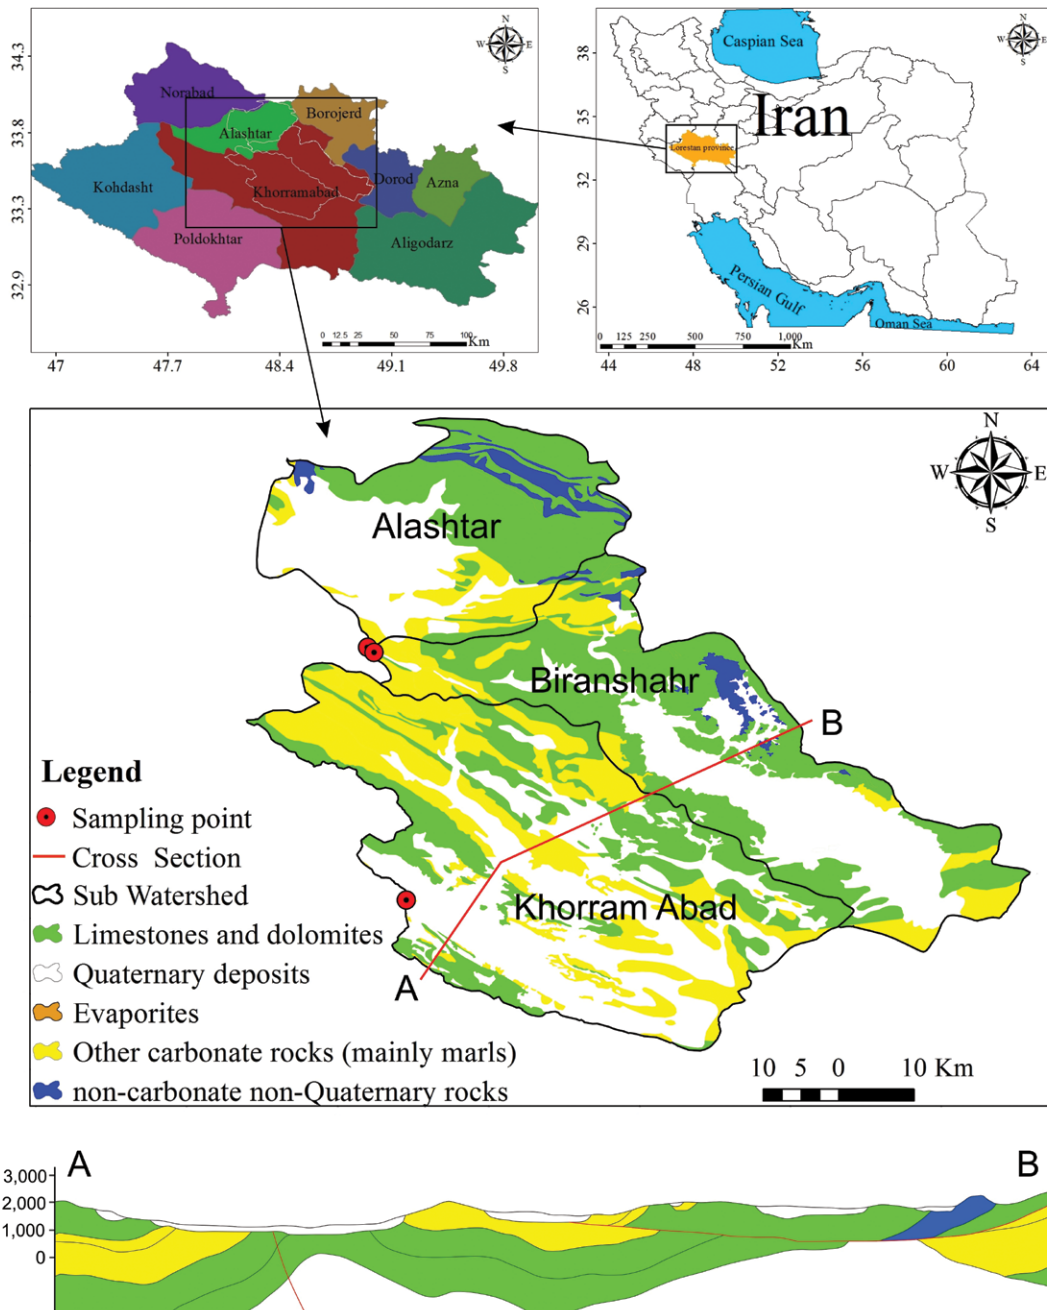 N
W E
S
34.3
33.8
33.3
32.9
Norabad
Alashtar
Borojerd
Kohdasht
Khorramabad
Dorod
Azna
Poldokhtar
Aligodarz
0 12.5 25 50 75 100
Km
47 47.7 48.4 49.1 49.8
N
W E
S
38
35
32
29
26
Caspian Sea
Iran
Lorestan province
Persian Gulf
Oman Sea
0 125 250 500 750 1,000
Km
44 48 52 56 60 64
N
W E
S
Alashtar
Biranshahr
B
Khorram Abad
A
Legend
Sampling point
Cross Section
Sub Watershed
Limestones and dolomites
Quaternary deposits
Evaporites
Other carbonate rocks (mainly marls)
non-carbonate non-Quaternary rocks
10 5 0 10 Km
A B
3,000
2,000
1,000
0